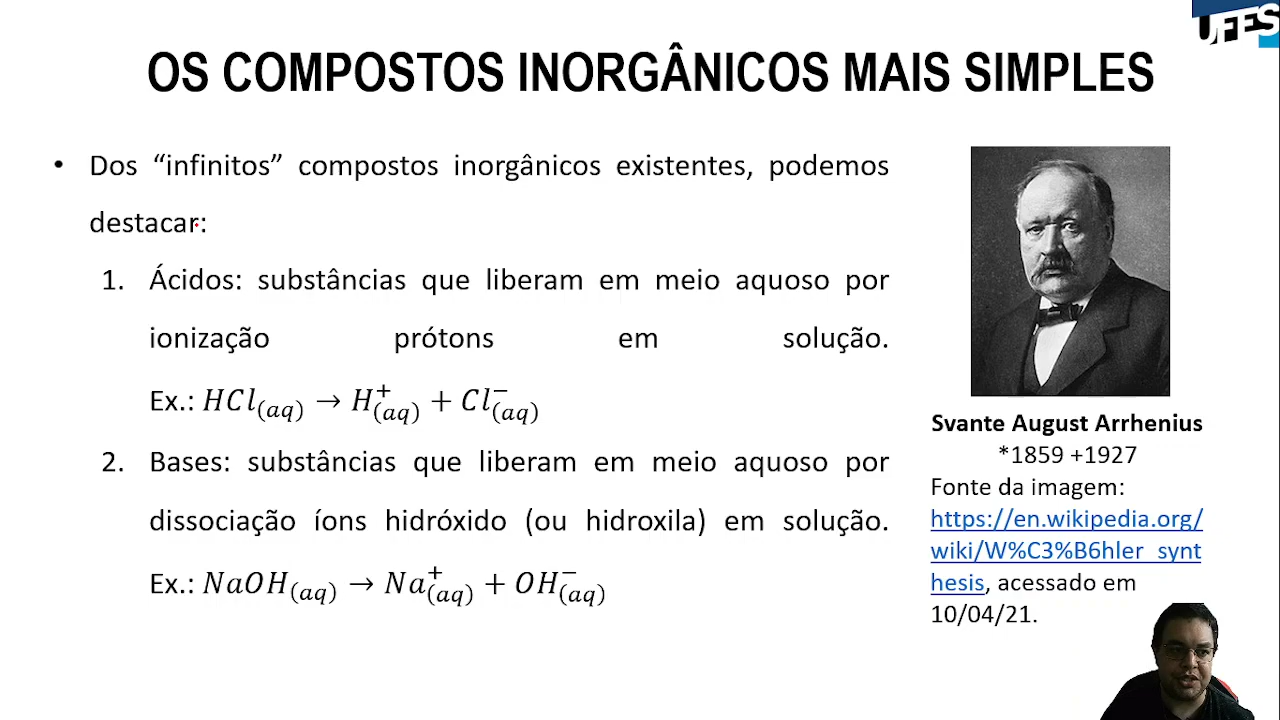 UFES
OS COMPOSTOS INORGÂNICOS MAIS SIMPLES
• Dos “infinitos” compostos inorgânicos existentes, podemos
destacar:
1. Ácidos: substâncias que liberam em meio aquoso por
ionização prótons em solução.
Ex.: HCl(aq) → H⁺(aq) + Cl⁻(aq)
2. Bases: substâncias que liberam em meio aquoso por
dissociação íons hidróxido (ou hidroxila) em solução.
Ex.: NaOH(aq) → Na⁺(aq) + OH⁻(aq)
Svante August Arrhenius
*1859 +1927
Fonte da imagem:
https://en.wikipedia.org/
wiki/W%C3%B6hler_synt
hesis, acessado em
10/04/21.